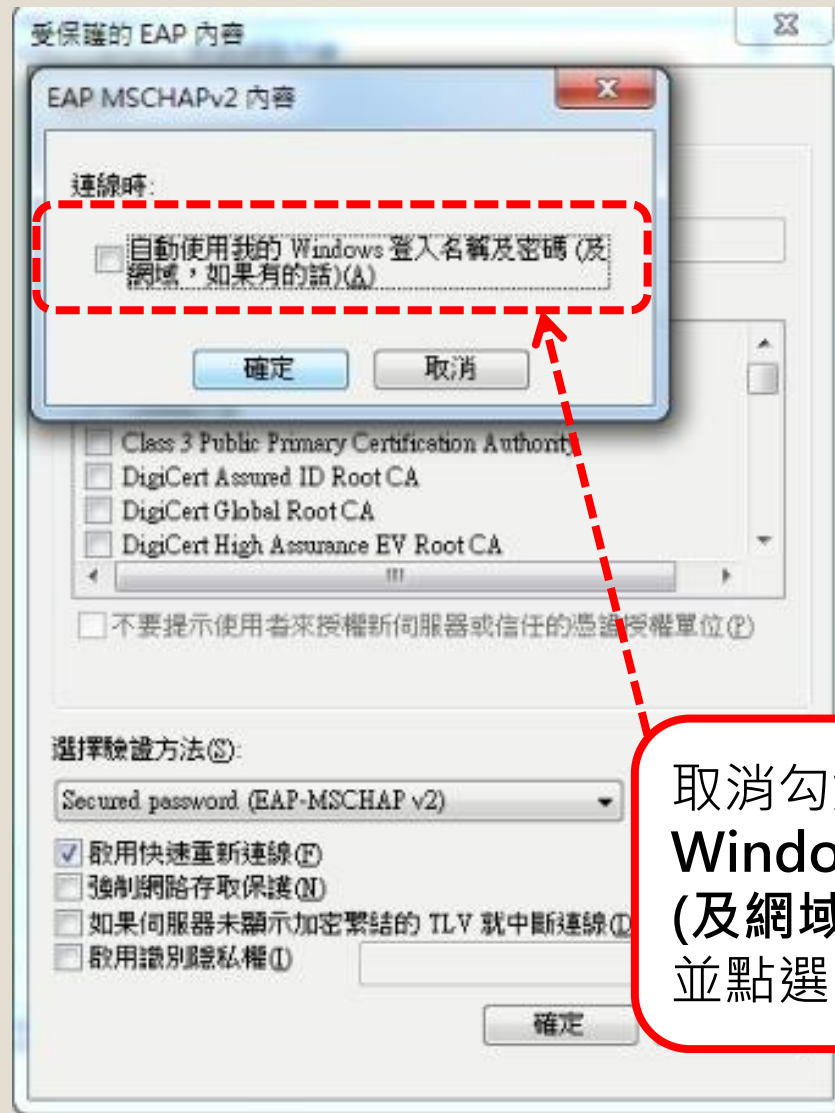 受保護的 EAP 內容
EAP MSCHAPv2 內容
連線時:
自動使用我的 Windows 登入名稱及密碼 (及
網域，如果有的話)(A)
確定 取消
Class 3 Public Primary Certification Authority
DigiCert Assured ID Root CA
DigiCert Global Root CA
DigiCert High Assurance EV Root CA
不要提示使用者來授權新伺服器或信任的憑證授權單位(P)
選擇驗證方法(S):
Secured password (EAP-MSCHAP v2)
啟用快速重新連線(F)
強制網路存取保護(N)
如果伺服器未顯示加密繫結的 TLV 就中斷連線(D
啟用識別隱私權(I)
確定
取消勾
Windo
(及網域
並點選